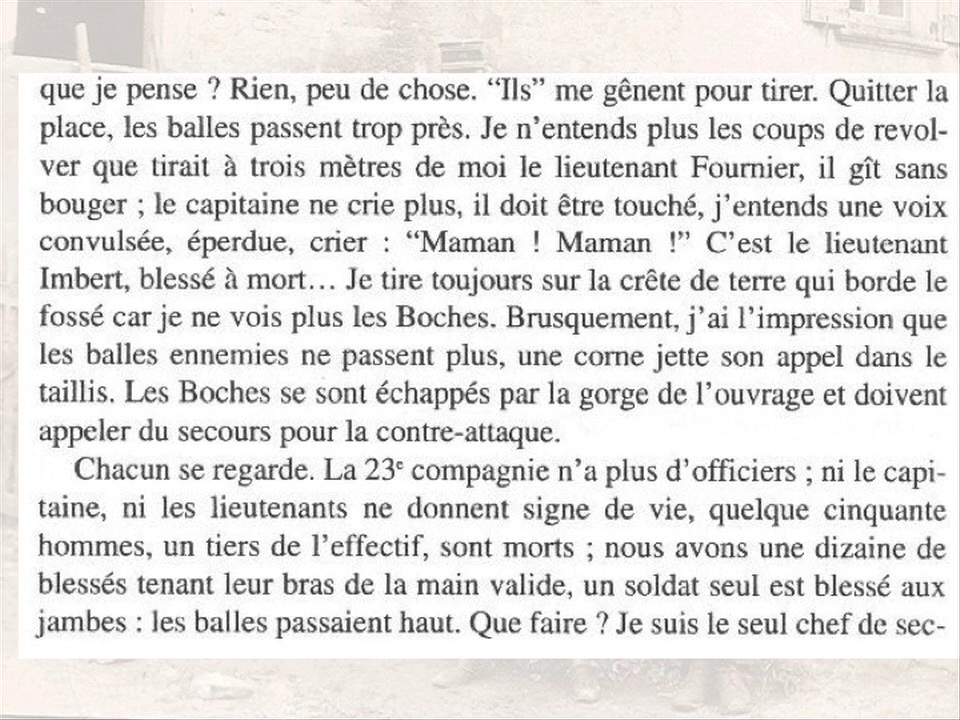 que je pense ? Rien, peu de chose. “Ils” me gênent pour tirer. Quitter la
place, les balles passent trop près. Je n’entends plus les coups de revol-
ver que tirait à trois mètres de moi le lieutenant Fournier, il gît sans
bouger ; le capitaine ne crie plus, il doit être touché, j’entends une voix
convulsée, éperdue, crier : “Maman ! Maman !” C’est le lieutenant
Imbert, blessé à mort… Je tire toujours sur la crête de terre qui borde le
fossé car je ne vois plus les Boches. Brusquement, j’ai l’impression que
les balles ennemies ne passent plus, une corne jette son appel dans le
taillis. Les Boches se sont échappés par la gorge de l’ouvrage et doivent
appeler du secours pour la contre-attaque.
Chacun se regarde. La 23e compagnie n’a plus d’officiers ; ni le capi-
taine, ni les lieutenants ne donnent signe de vie, quelque cinquante
hommes, un tiers de l’effectif, sont morts ; nous avons une dizaine de
blessés tenant leur bras de la main valide, un soldat seul est blessé aux
jambes : les balles passaient haut. Que faire ? Je suis le seul chef de sec-